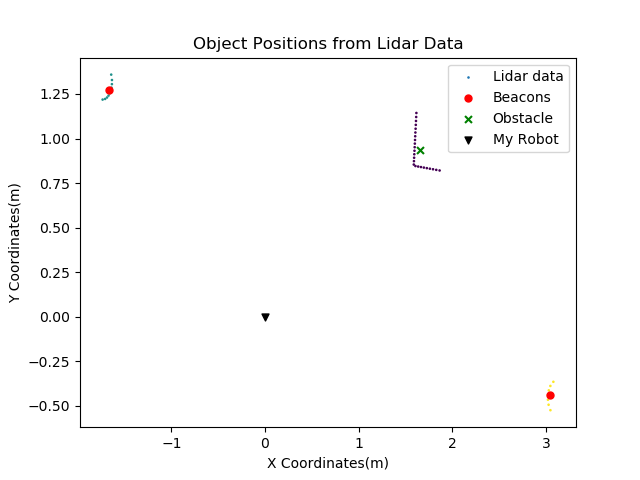 Object Positions from Lidar Data
Lidar data
Beacons
Obstacle
My Robot
Y Coordinates(m)
1.25
1.00
0.75
0.50
0.25
0.00
−0.25
−0.50
−1
0
1
2
3
X Coordinates(m)